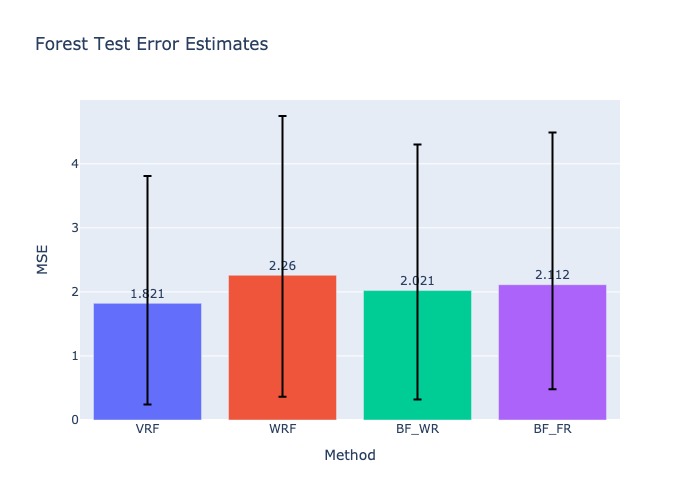 Forest Test Error Estimates
MSE
4
3
2
1
0
1.821
2.26
2.021
2.112
VRF
WRF
BF_WR
BF_FR
Method